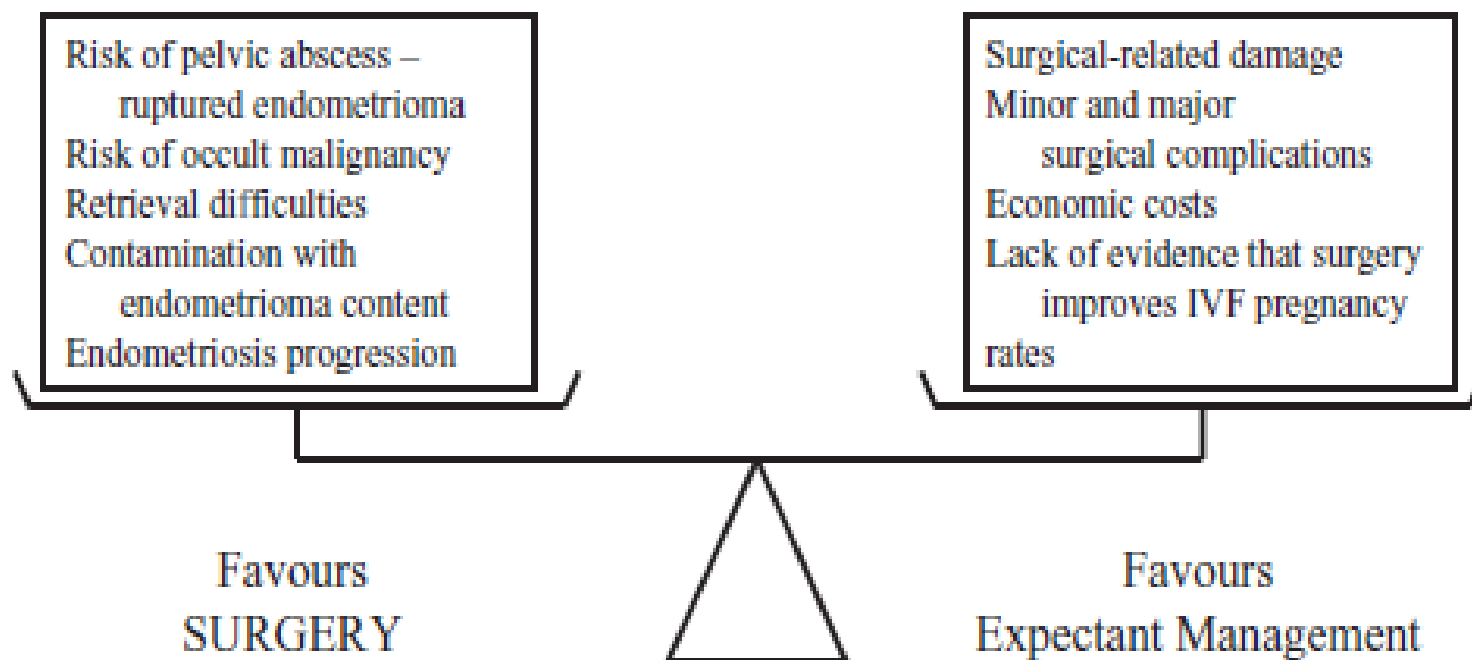 Risk of pelvic abscess –
ruptured endometrioma
Risk of occult malignancy
Retrieval difficulties
Contamination with
endometrioma content
Endometriosis progression
Surgical-related damage
Minor and major
surgical complications
Economic costs
Lack of evidence that surgery
improves IVF pregnancy
rates
Favours
SURGERY
Favours
Expectant Management